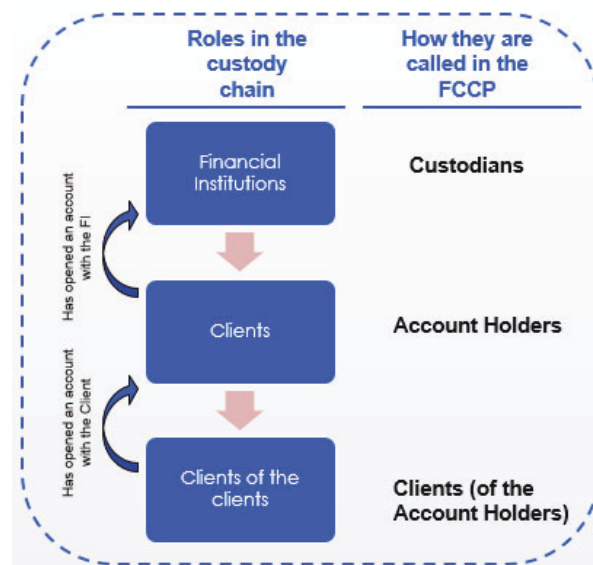 Roles in the
custody
chain
How they are
called in the
FCCP
Financial
Institutions
Custodians
Has opened an account
with the FI
Clients
Account Holders
Has opened an account
with the Client
Clients of the
clients
Clients (of the
Account Holders)